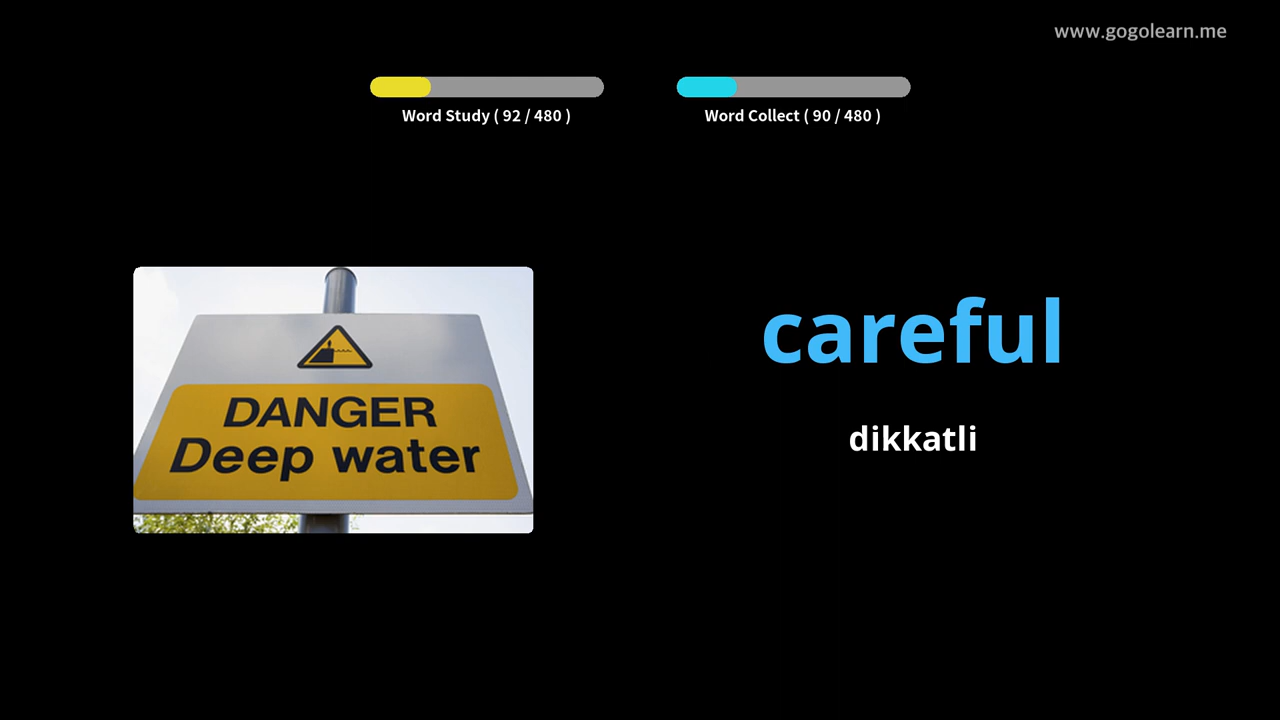 www.gogolearn.me
Word Study ( 92 / 480 )
Word Collect ( 90 / 480 )
DANGER
Deep water
careful
dikkatli